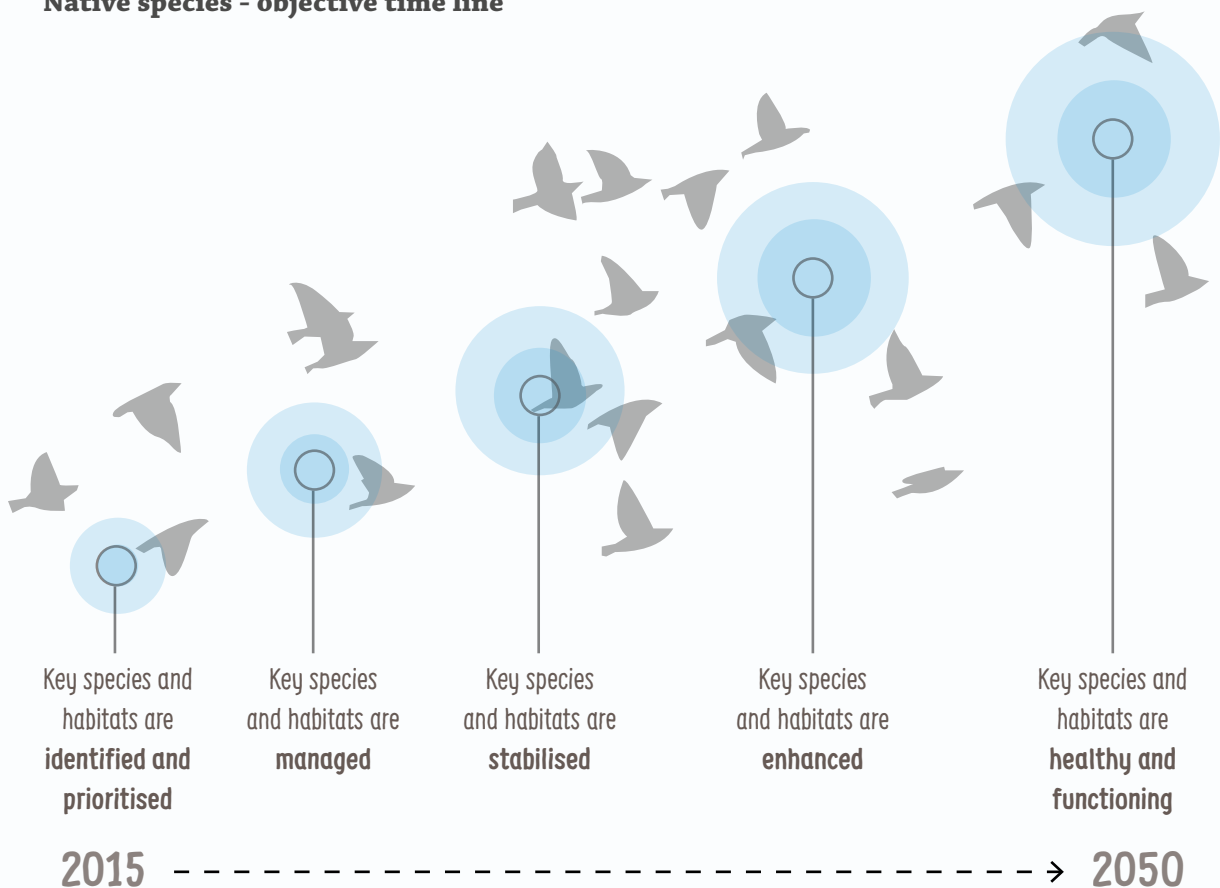 Native species - objective time line
Key species and
habitats are
identified and
prioritised
Key species
and habitats are
managed
Key species
and habitats are
stabilised
Key species
and habitats are
enhanced
Key species and
habitats are
healthy and
functioning
2015
2050